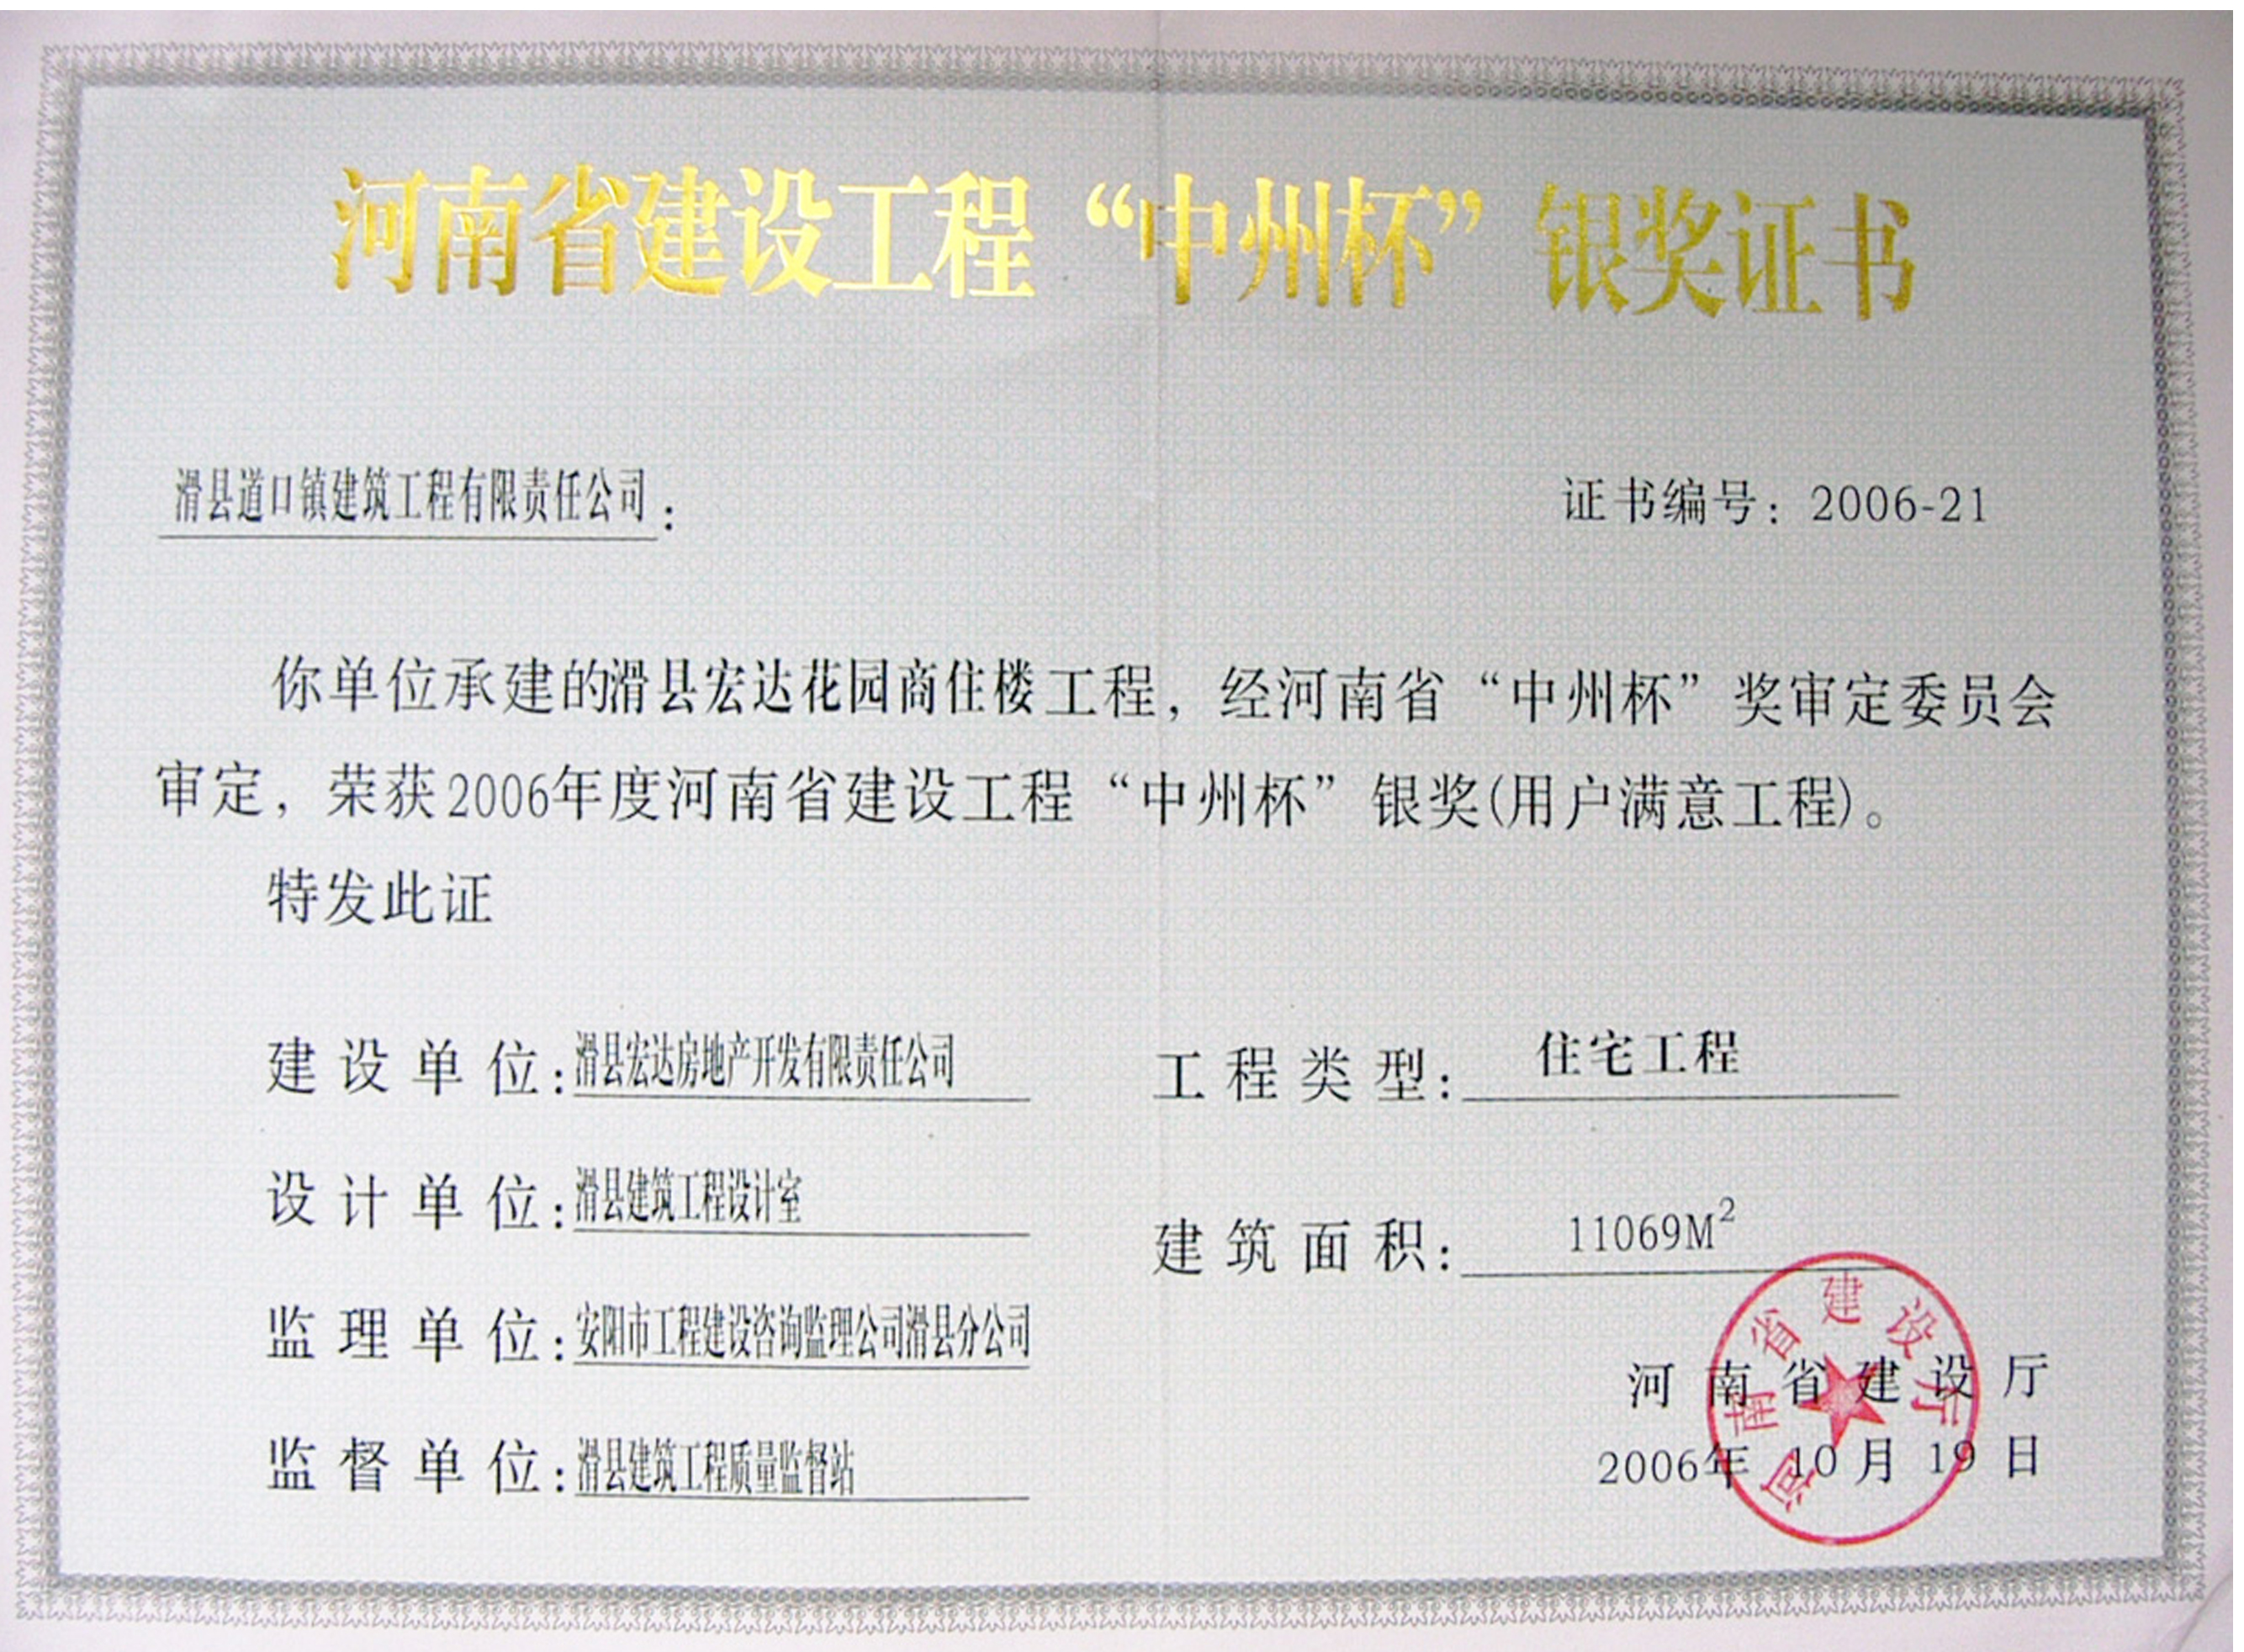 河南省建设工程“中州杯”银奖证书
滑县道口镇建筑工程有限责任公司：
证书编号：2006-21
你单位承建的滑县宏达花园商住楼工程，经河南省“中州杯”奖审定委员会
审定，荣获2006年度河南省建设工程“中州杯”银奖(用户满意工程)。
特发此证
建设单位：滑县宏达房地产开发有限责任公司
工程类型：住宅工程
设计单位：滑县建筑工程设计室
建筑面积：11069M²
监理单位：安阳市工程建设咨询监理公司滑县分公司
监督单位：滑县建筑工程质量监督站
河南省建设厅
2006年10月19日
河南省建设厅